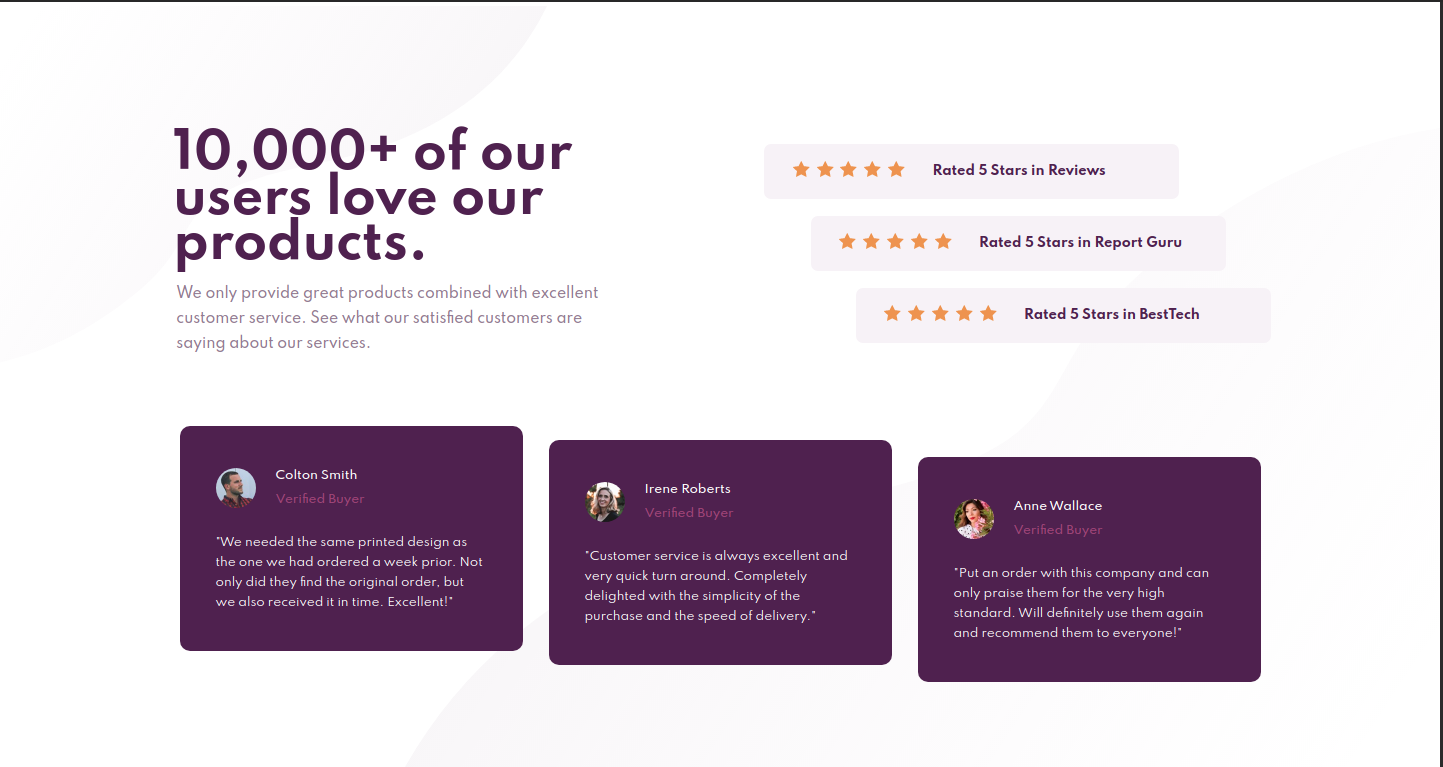 10,000+ of our
users love our
products.
We only provide great products combined with excellent
customer service. See what our satisfied customers are
saying about our services.
Rated 5 Stars in Reviews
Rated 5 Stars in Report Guru
Rated 5 Stars in BestTech
Colton Smith
Verified Buyer
"We needed the same printed design as
the one we had ordered a week prior. Not
only did they find the original order, but
we also received it in time. Excellent!"
Irene Roberts
Verified Buyer
"Customer service is always excellent and
very quick turn around. Completely
delighted with the simplicity of the
purchase and the speed of delivery."
Anne Wallace
Verified Buyer
"Put an order with this company and can
only praise them for the very high
standard. Will definitely use them again
and recommend them to everyone!"